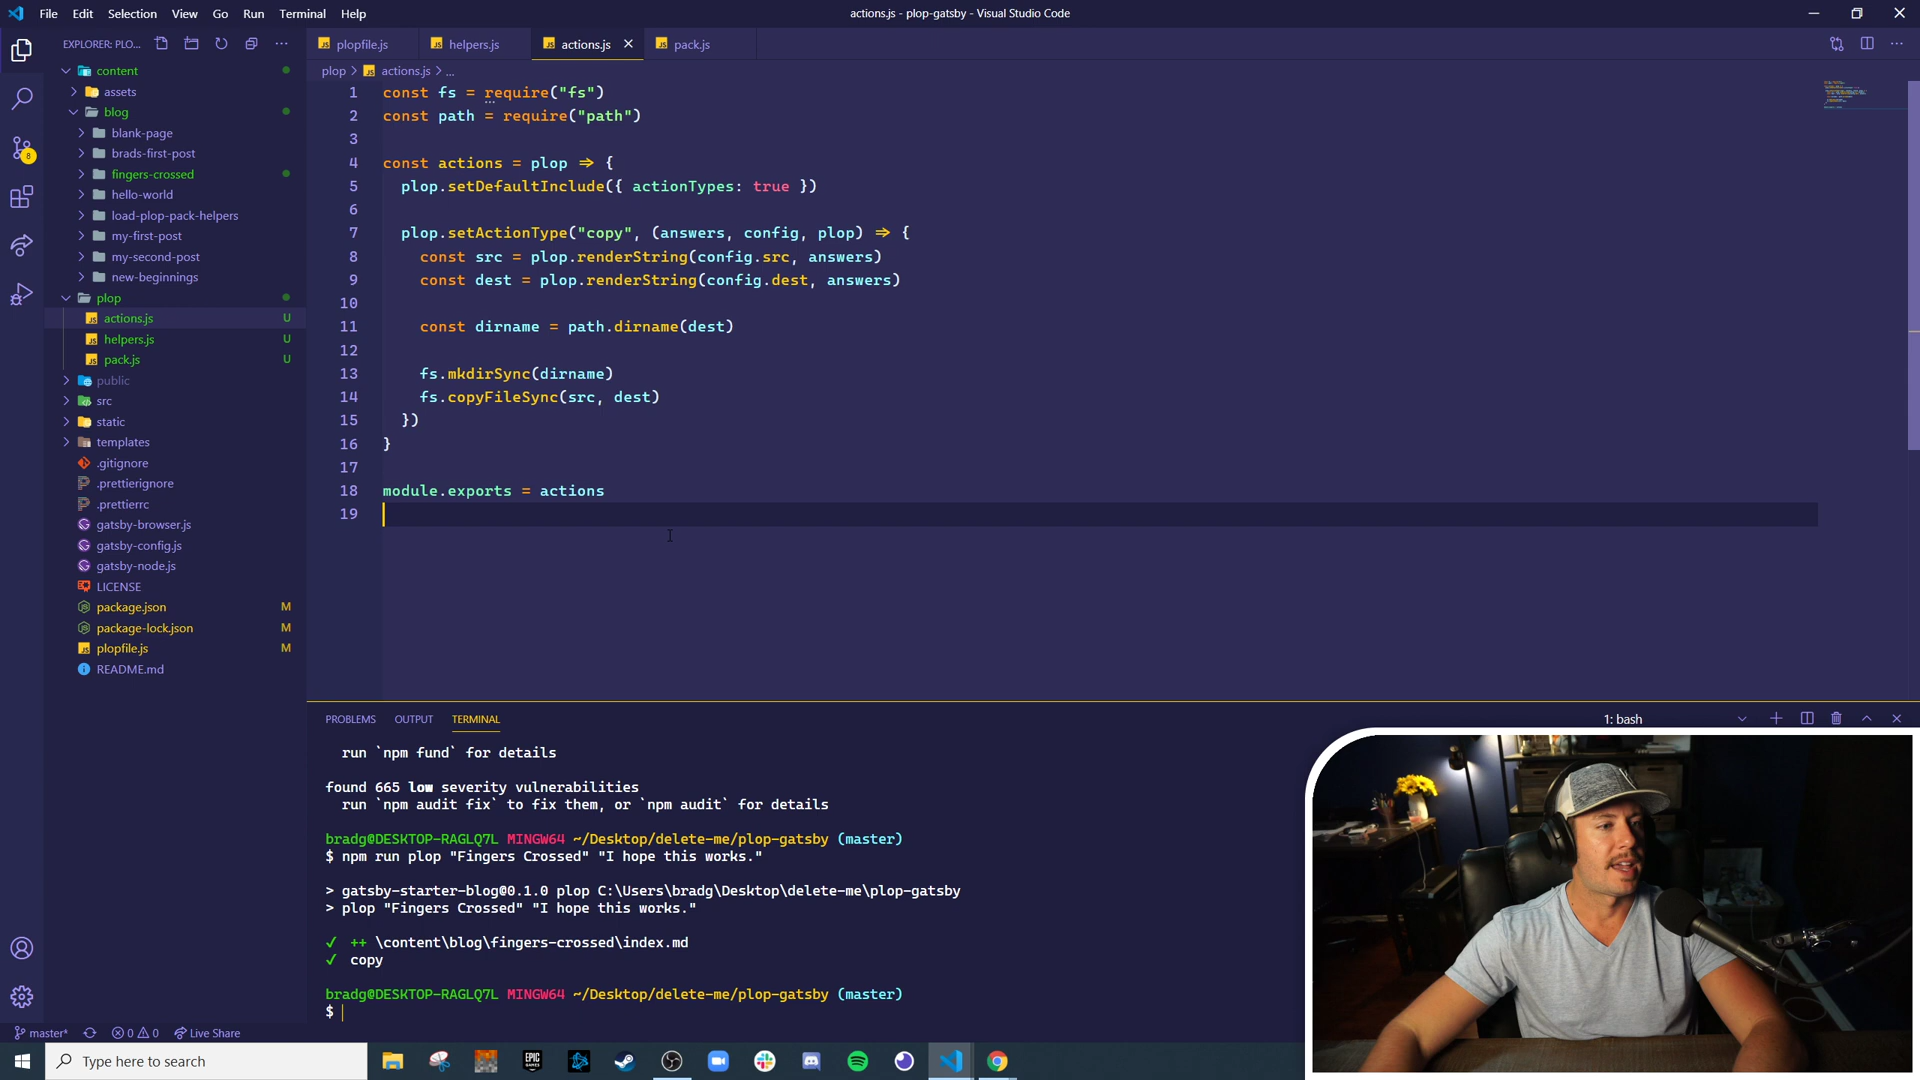 File Edit Selection View Go Run Terminal Help
actions.js - plop-gatsby - Visual Studio Code
EXPLORER: PLO...
content
assets
blog
blank-page
brads-first-post
fingers-crossed
hello-world
load-plop-pack-helpers
my-first-post
my-second-post
new-beginnings
plop
actions.js U
helpers.js U
pack.js U
public
src
static
templates
.gitignore
.prettierignore
.prettierrc
gatsby-browser.js
gatsby-config.js
gatsby-node.js
LICENSE
package.json M
package-lock.json M
plopfile.js M
README.md
8
plopfile.js helpers.js actions.js pack.js
plop > actions.js > ...
1 const fs = require("fs")
2 const path = require("path")
3
4 const actions = plop => {
5 plop.setDefaultInclude({ actionTypes: true })
6
7 plop.setActionType("copy", (answers, config, plop) => {
8 const src = plop.renderString(config.src, answers)
9 const dest = plop.renderString(config.dest, answers)
10
11 const dirname = path.dirname(dest)
12
13 fs.mkdirSync(dirname)
14 fs.copyFileSync(src, dest)
15 })
16 }
17
18 module.exports = actions
19
PROBLEMS OUTPUT TERMINAL
1: bash
run `npm fund` for details
found 665 low severity vulnerabilities
run `npm audit fix` to fix them, or `npm audit` for details
bradg@DESKTOP-RAGLQ7L MINGW64 ~/Desktop/delete-me/plop-gatsby (master)
$ npm run plop "Fingers Crossed" "I hope this works."
> gatsby-starter-blog@0.1.0 plop C:\Users\bradg\Desktop\delete-me\plop-gatsby
> plop "Fingers Crossed" "I hope this works."
✓ ++ \content\blog\fingers-crossed\index.md
✓ copy
bradg@DESKTOP-RAGLQ7L MINGW64 ~/Desktop/delete-me/plop-gatsby (master)
$
master* 0 0 Live Share
Type here to search
EPIC GAMES